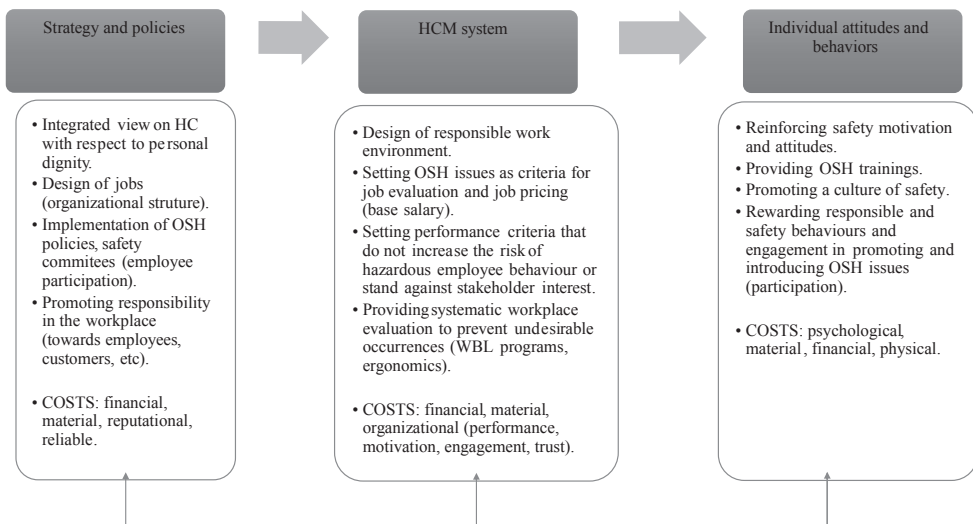 Strategy and policies
HCM system
Individual attitudes and
behaviors
• Integrated view on HC
with respect to personal
dignity.
• Design of jobs
(organizational struture).
• Implementation of OSH
policies, safety
commitees (employee
participation).
• Promoting responsibility
in the workplace
(towards employees,
customers, etc).
• COSTS: financial,
material, reputational,
reliable.
• Design of responsible work
environment.
• Setting OSH issues as criteria for
job evaluation and job pricing
(base salary).
• Setting performance criteria that
do not increase the risk of
hazardous employee behaviour or
stand against stakeholder interest.
• Providing systematic workplace
evaluation to prevent undesirable
occurrences (WBL programs,
ergonomics).
• COSTS: financial, material,
organizational (performance,
motivation, engagement, trust).
• Reinforcing safety motivation
and attitudes.
• Providing OSH trainings.
• Promoting a culture of safety.
• Rewarding responsible and
safety behaviours and
engagement in promoting and
introducing OSH issues
(participation).
• COSTS: psychological,
material, financial, physical.